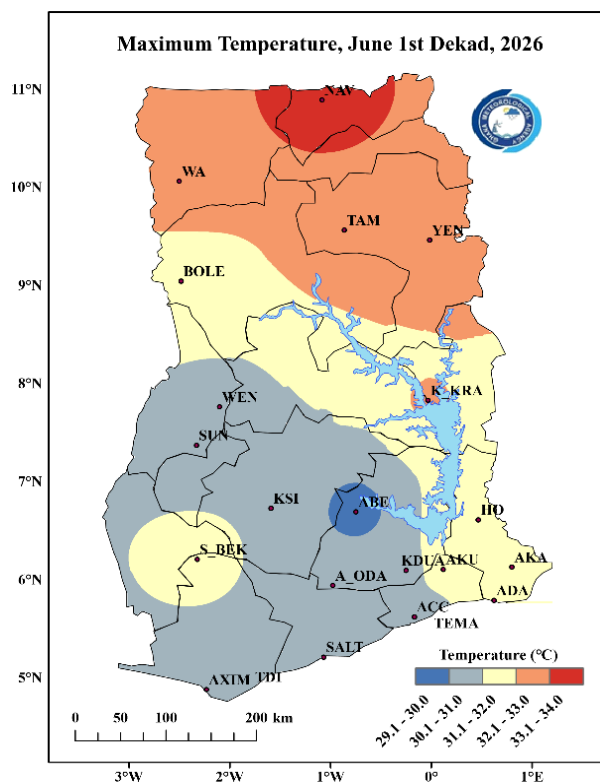 Maximum Temperature, June 1st Dekad, 2026
11°N
NAV
GHANA METEOROLOGICAL AGENCY
10°N
WA
TAM
YEN
9°N
BOLE
8°N
K_KRA
WEN
SUN
7°N
KSI
ABE
HO
6°N
S_BEK
KDUA
AKU
AKA
A_ODA
ADA
ACC
TEMA
SALT
5°N
AXIM
TDI
Temperature (°C)
29.1 - 30.0
30.1 - 31.0
31.1 - 32.0
32.1 - 33.0
33.1 - 34.0
0 50 100 200 km
3°W 2°W 1°W 0° 1°E